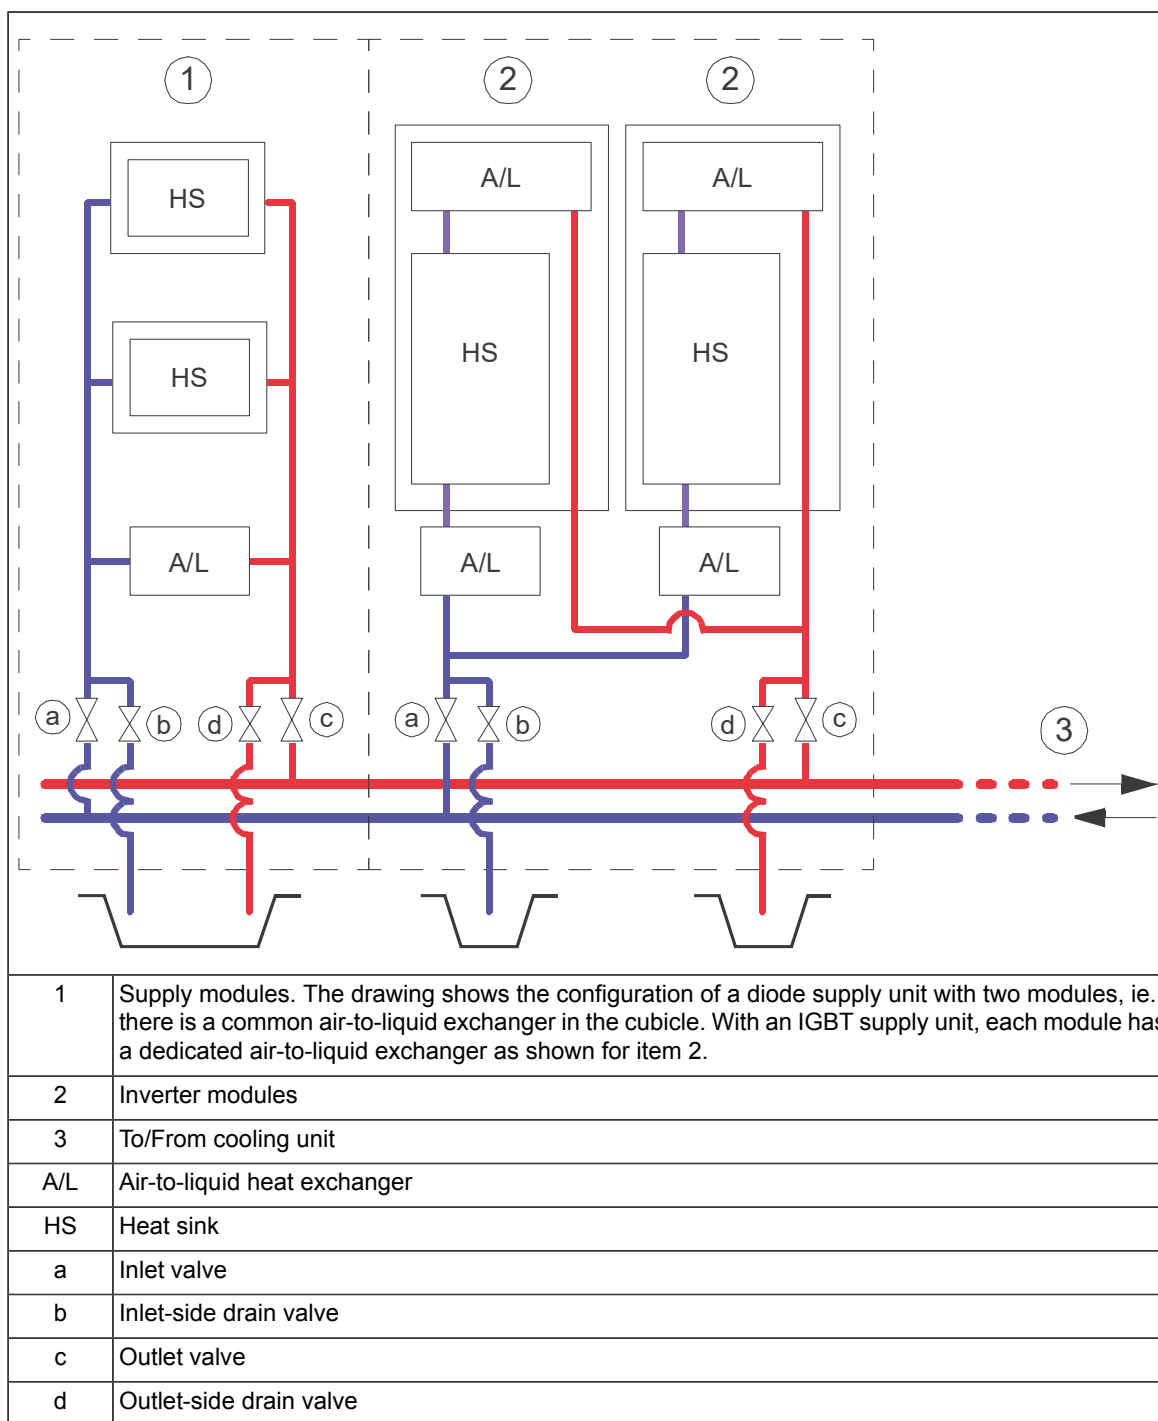 1 2 2
HS
A/L A/L
HS
HS HS
A/L A/L A/L
a b d c a b d c
3
1 Supply modules. The drawing shows the configuration of a diode supply unit with two modules, ie.
there is a common air-to-liquid exchanger in the cubicle. With an IGBT supply unit, each module has
a dedicated air-to-liquid exchanger as shown for item 2.
2 Inverter modules
3 To/From cooling unit
A/L Air-to-liquid heat exchanger
HS Heat sink
a Inlet valve
b Inlet-side drain valve
c Outlet valve
d Outlet-side drain valve